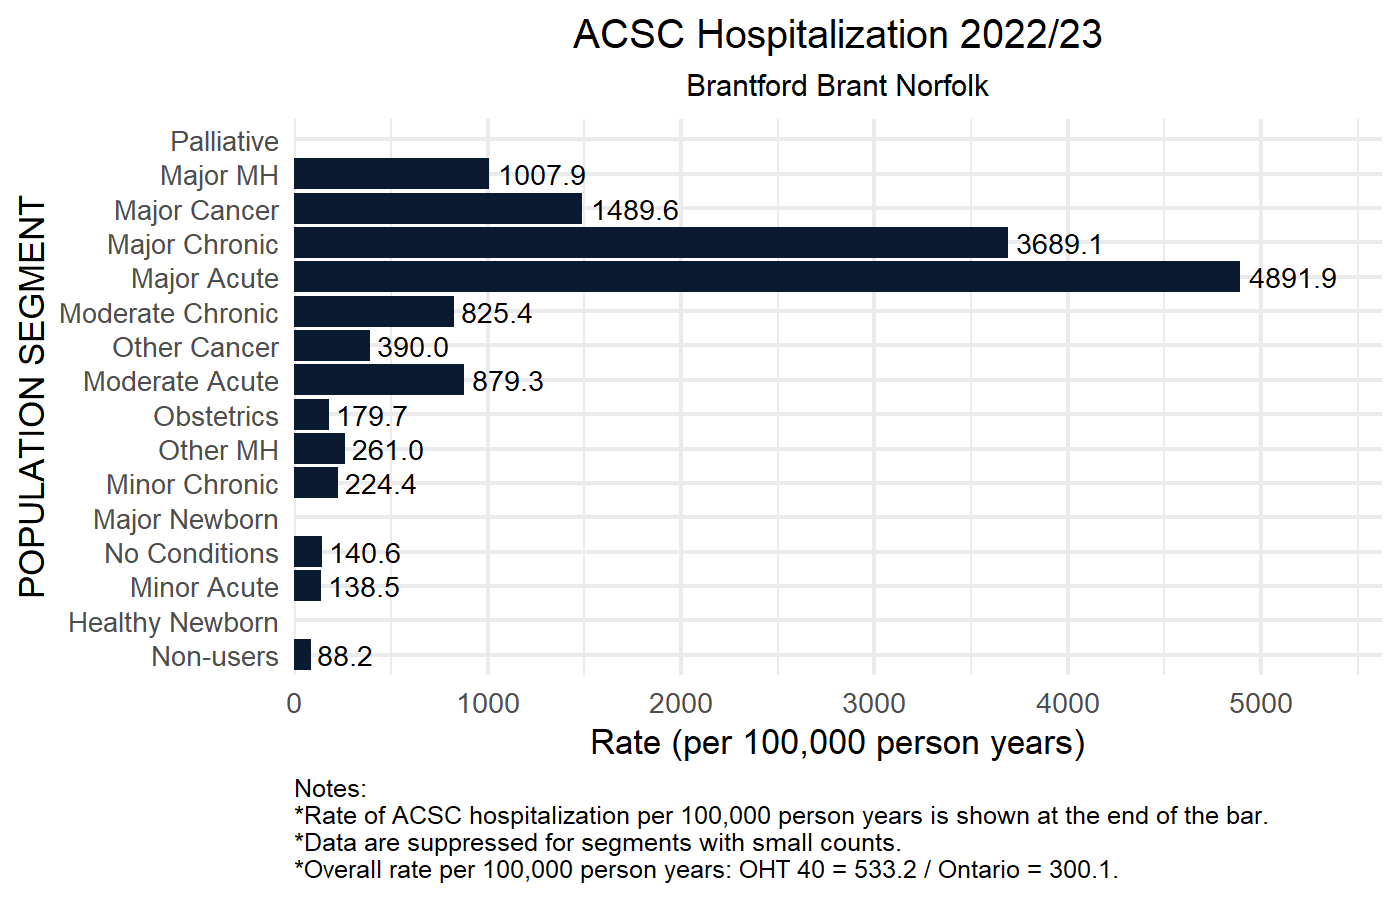 ACSC Hospitalization 2022/23
Brantford Brant Norfolk
POPULATION SEGMENT
Palliative
Major MH 1007.9
Major Cancer 1489.6
Major Chronic 3689.1
Major Acute 4891.9
Moderate Chronic 825.4
Other Cancer 390.0
Moderate Acute 879.3
Obstetrics 179.7
Other MH 261.0
Minor Chronic 224.4
Major Newborn
No Conditions 140.6
Minor Acute 138.5
Healthy Newborn
Non-users 88.2
0 1000 2000 3000 4000 5000
Rate (per 100,000 person years)
Notes:
*Rate of ACSC hospitalization per 100,000 person years is shown at the end of the bar.
*Data are suppressed for segments with small counts.
*Overall rate per 100,000 person years: OHT 40 = 533.2 / Ontario = 300.1.